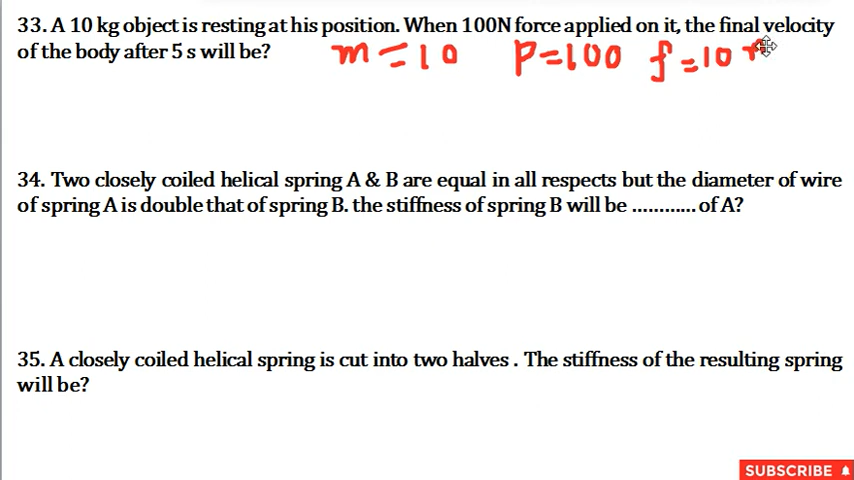 33. A 10 kg object is resting at his position. When 100N force applied on it, the final velocity
of the body after 5 s will be?
m = 10 P = 100 f = 10
34. Two closely coiled helical spring A & B are equal in all respects but the diameter of wire
of spring A is double that of spring B. the stiffness of spring B will be ............ of A?
35. A closely coiled helical spring is cut into two halves . The stiffness of the resulting spring
will be?
SUBSCRIBE